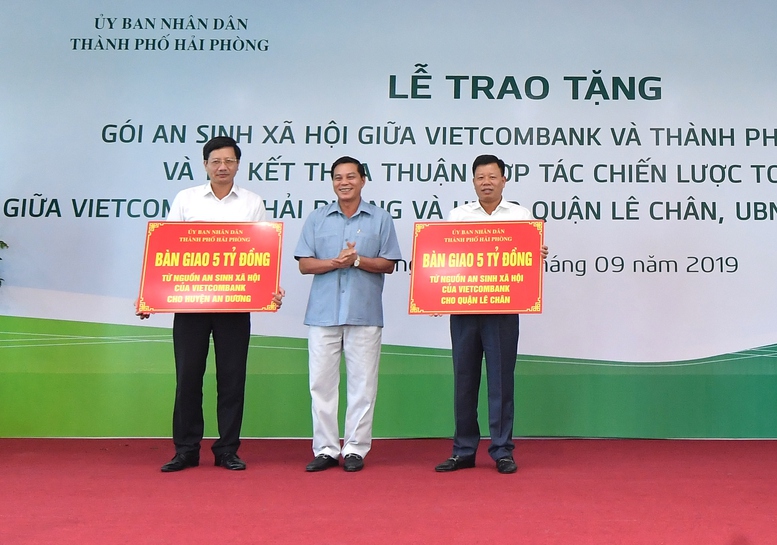 ỦY BAN NHÂN DÂN
THÀNH PHỐ HẢI PHÒNG
LỄ TRAO TẶNG
GÓI AN SINH XÃ HỘI GIỮA VIETCOMBANK VÀ THÀNH PH
VÀ KẾT THỎA THUẬN HỢP TÁC CHIẾN LƯỢC TO
GIỮA VIETCOM HẢI PHÒNG VÀ QUẬN LÊ CHÂN, UBN
háng 09 năm 2019
ỦY BAN NHÂN DÂN
THÀNH PHỐ HẢI PHÒNG
BÀN GIAO 5 TỶ ĐỒNG
TỪ NGUỒN AN SINH XÃ HỘI
CỦA VIETCOMBANK
CHO HUYỆN AN DƯƠNG
ỦY BAN NHÂN DÂN
THÀNH PHỐ HẢI PHÒNG
BÀN GIAO 5 TỶ ĐỒNG
TỪ NGUỒN AN SINH XÃ HỘI
CỦA VIETCOMBANK
CHO QUẬN LÊ CHÂN